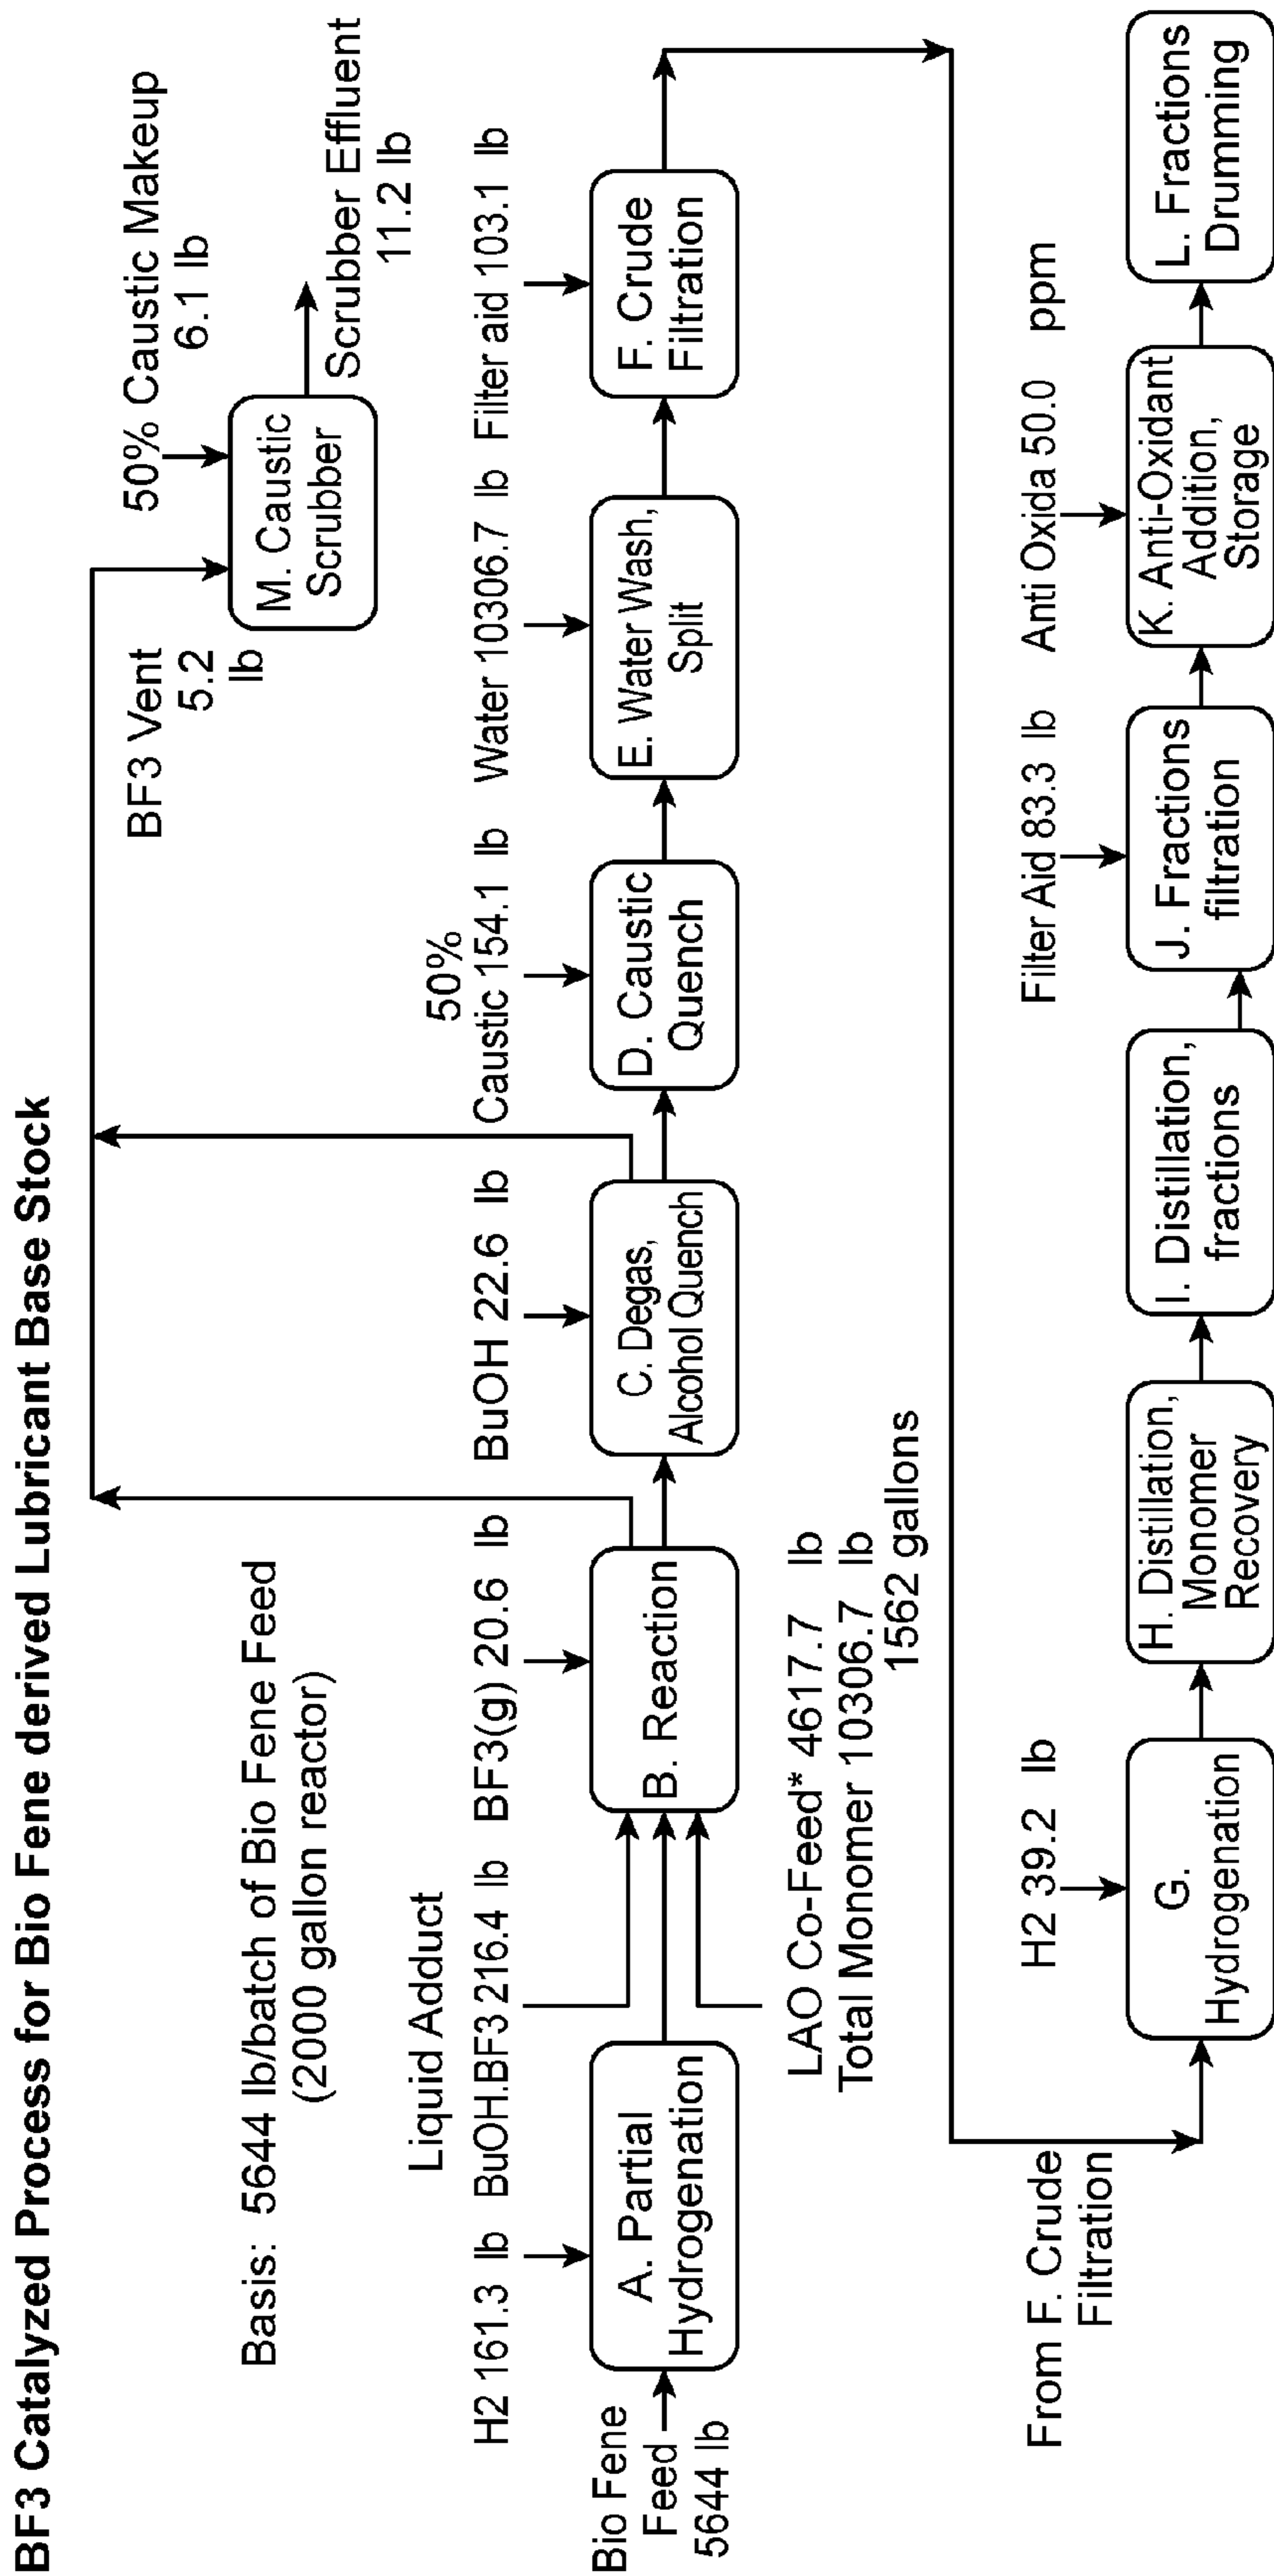 BF3 Catalyzed Process for Bio Fene derived Lubricant Base Stock
Basis: 5644 lb/batch of Bio Fene Feed
(2000 gallon reactor)
BF3 Vent
5.2
lb
50% Caustic Makeup
6.1 lb
M. Caustic
Scrubber
Scrubber Effluent
11.2 lb
Liquid Adduct
H2 161.3 lb
BuOH.BF3 216.4 lb
BF3(g) 20.6 lb
BuOH 22.6 lb
50%
Caustic 154.1 lb
Water 10306.7 lb
Filter aid 103.1 lb
Bio Fene
Feed
5644 lb
A. Partial
Hydrogenation
B. Reaction
C. Degas,
Alcohol Quench
D. Caustic
Quench
E. Water Wash,
Split
F. Crude
Filtration
LAO Co-Feed* 4617.7 lb
Total Monomer 10306.7 lb
1562 gallons
From F. Crude
Filtration
H2 39.2 lb
Filter Aid 83.3 lb
Anti Oxida 50.0 ppm
G.
Hydrogenation
H. Distillation,
Monomer
Recovery
I. Distillation,
fractions
J. Fractions
filtration
K. Anti-Oxidant
Addition,
Storage
L. Fractions
Drumming